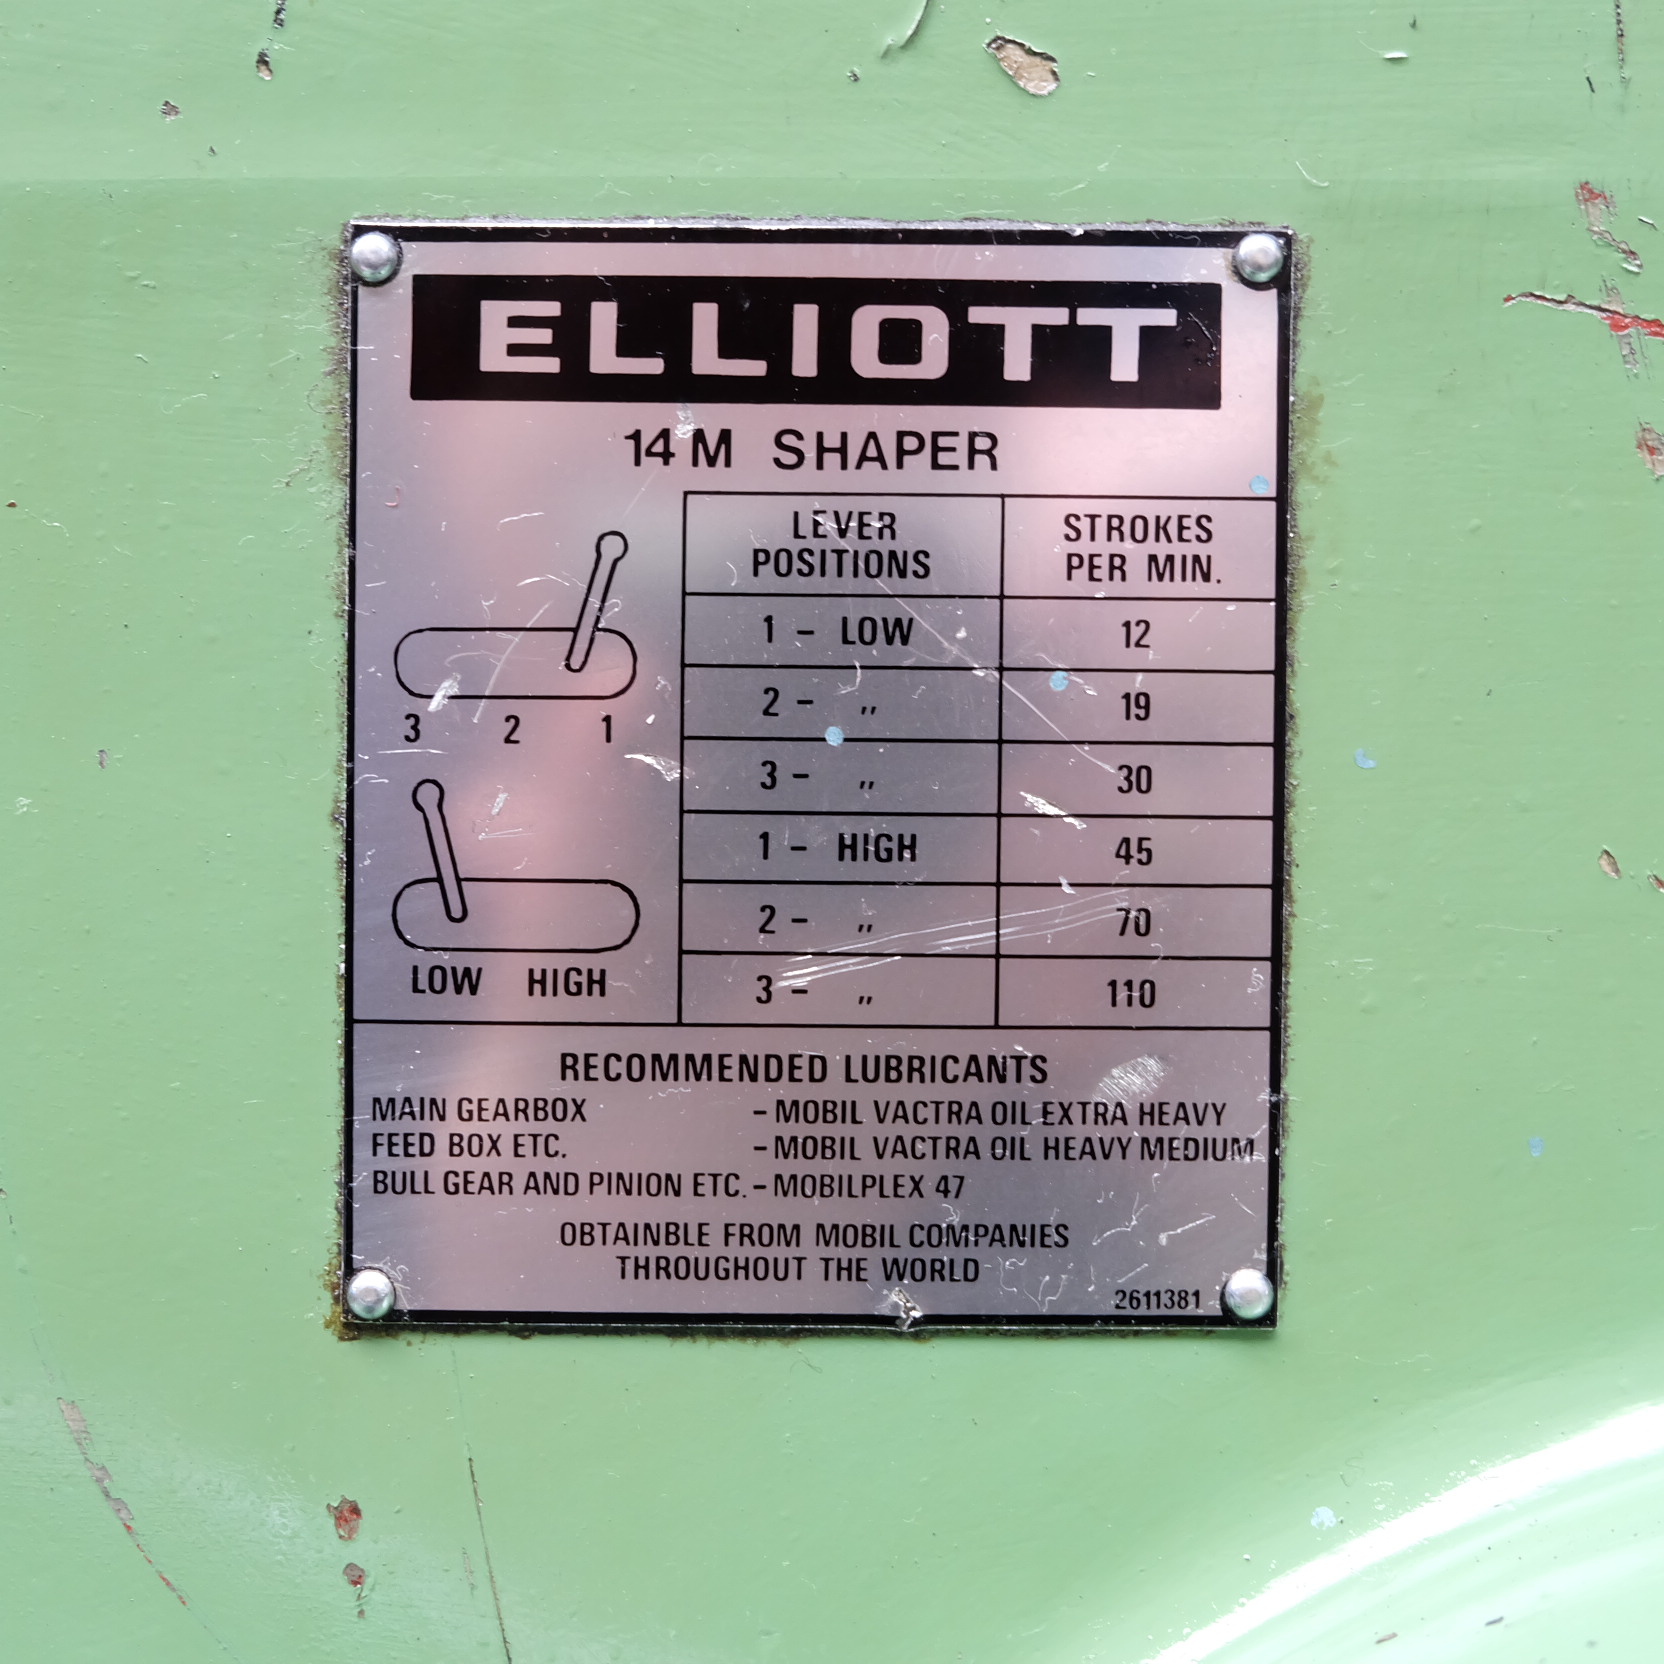 ELLIOTT
14 M SHAPER
LEVER POSITIONS STROKES PER MIN.
1 - LOW 12
2 - " 19
3 - " 30
1 - HIGH 45
2 - " 70
3 - " 110
3 2 1
LOW HIGH
RECOMMENDED LUBRICANTS
MAIN GEARBOX - MOBIL VACTRA OIL EXTRA HEAVY
FEED BOX ETC. - MOBIL VACTRA OIL HEAVY MEDIUM
BULL GEAR AND PINION ETC. - MOBILPLEX 47
OBTAINBLE FROM MOBIL COMPANIES
THROUGHOUT THE WORLD
2611381